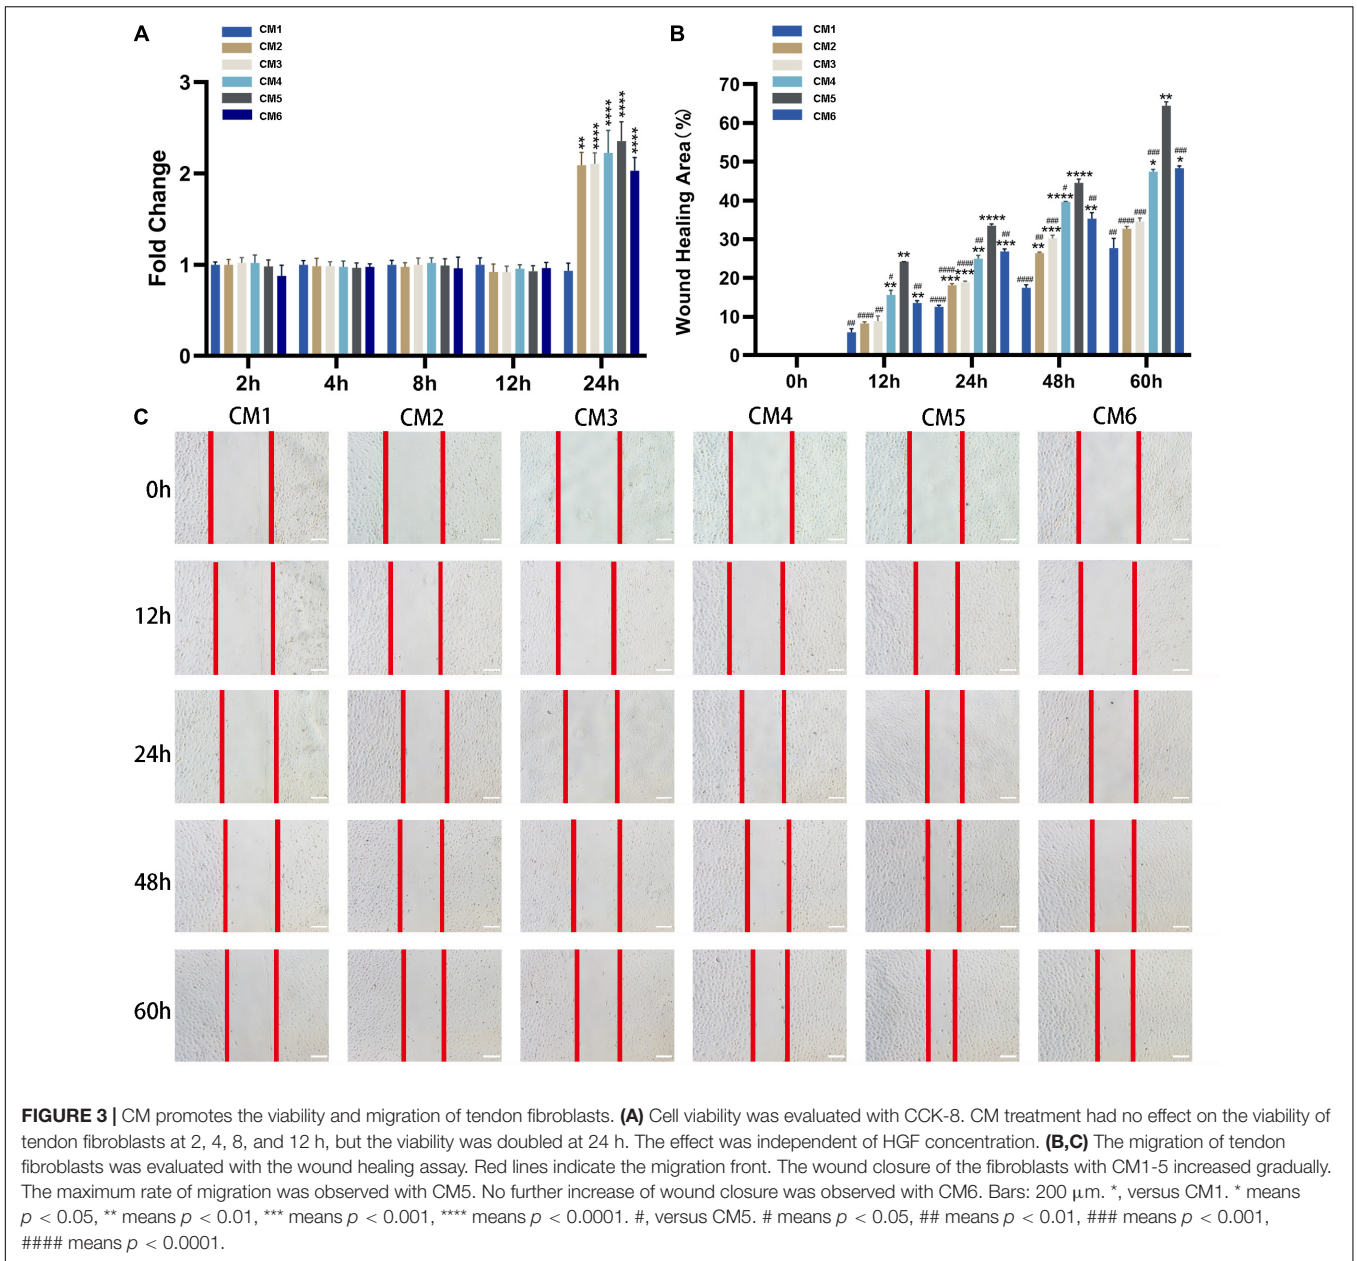 A
CM1
CM2
CM3
CM4
CM5
CM6
Fold Change
3
2
1
0
** **** **** **** ****
2h 4h 8h 12h 24h
B
CM1
CM2
CM3
CM4
CM5
CM6
Wound Healing Area (%)
70
60
50
40
30
20
10
0
## #### ## # ** ** ## **
#### #### *** #### *** ## ** **** ## ***
#### ## ** ### *** # **** **** ## **
## #### ### ### * ** ### *
0h 12h 24h 48h 60h
C
CM1 CM2 CM3 CM4 CM5 CM6
0h
12h
24h
48h
60h
FIGURE 3 | CM promotes the viability and migration of tendon fibroblasts. (A) Cell viability was evaluated with CCK-8. CM treatment had no effect on the viability of
tendon fibroblasts at 2, 4, 8, and 12 h, but the viability was doubled at 24 h. The effect was independent of HGF concentration. (B,C) The migration of tendon
fibroblasts was evaluated with the wound healing assay. Red lines indicate the migration front. The wound closure of the fibroblasts with CM1-5 increased gradually.
The maximum rate of migration was observed with CM5. No further increase of wound closure was observed with CM6. Bars: 200 μm. *, versus CM1. * means
p < 0.05, ** means p < 0.01, *** means p < 0.001, **** means p < 0.0001. #, versus CM5. # means p < 0.05, ## means p < 0.01, ### means p < 0.001,
#### means p < 0.0001.